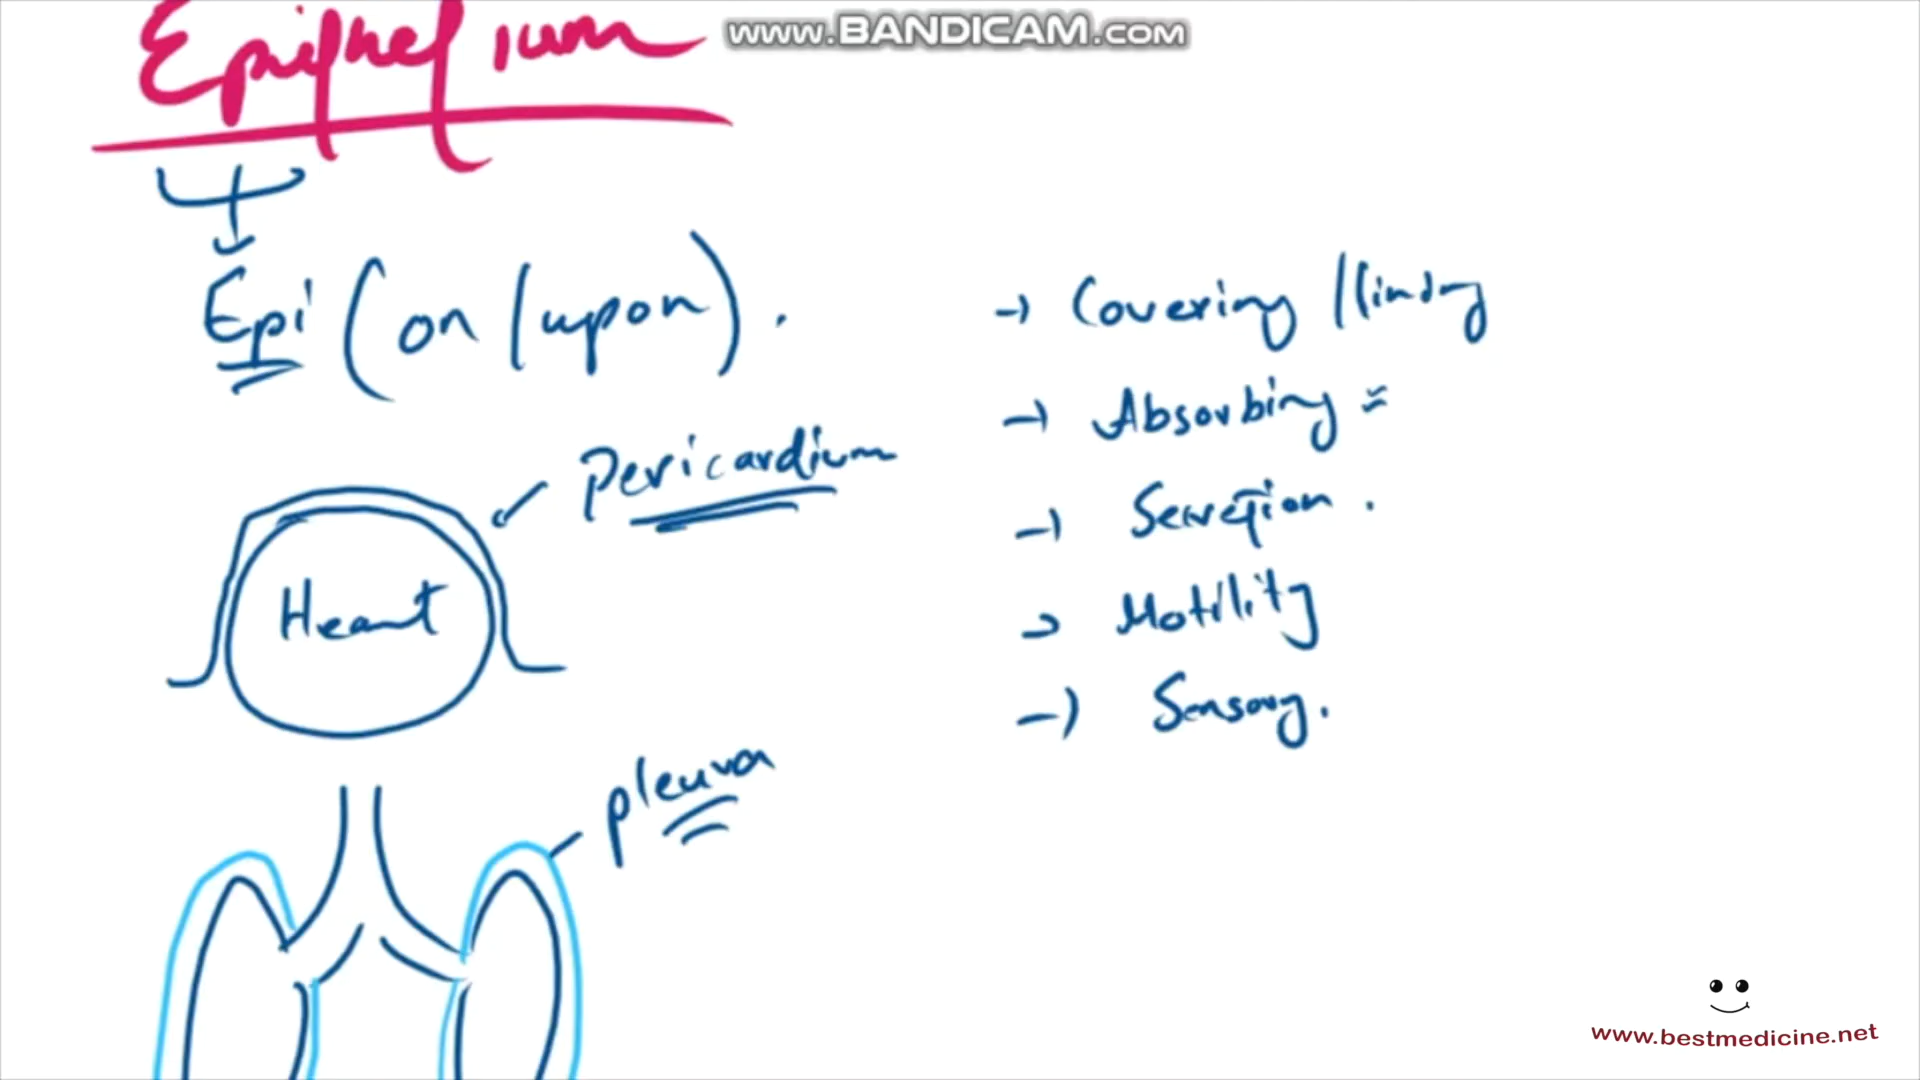 Epithelium
www.BANDICAM.com
Epi (on/upon).
→ Covering/lining
→ Absorbing
→ Secretion.
→ Motility
→ Sensory.
pericardium
Heart
pleura
www.bestmedicine.net